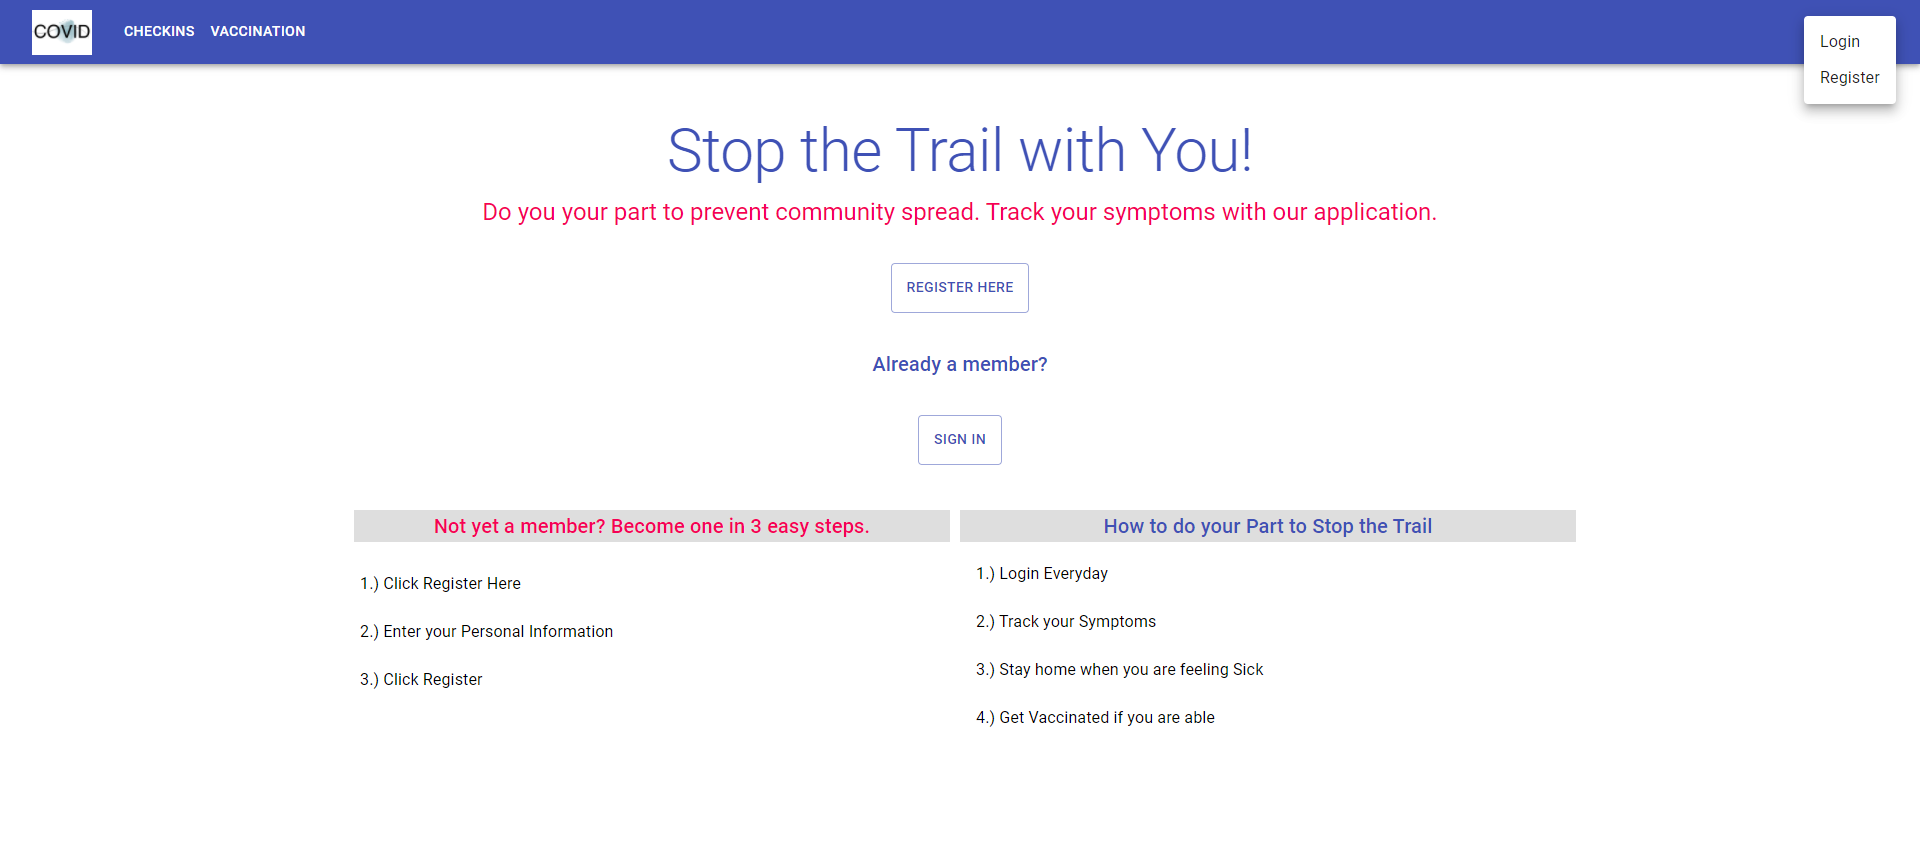 COVID
CHECKINS VACCINATION
Login
Register
Stop the Trail with You!
Do you your part to prevent community spread. Track your symptoms with our application.
REGISTER HERE
Already a member?
SIGN IN
Not yet a member? Become one in 3 easy steps.
1.) Click Register Here
2.) Enter your Personal Information
3.) Click Register
How to do your Part to Stop the Trail
1.) Login Everyday
2.) Track your Symptoms
3.) Stay home when you are feeling Sick
4.) Get Vaccinated if you are able